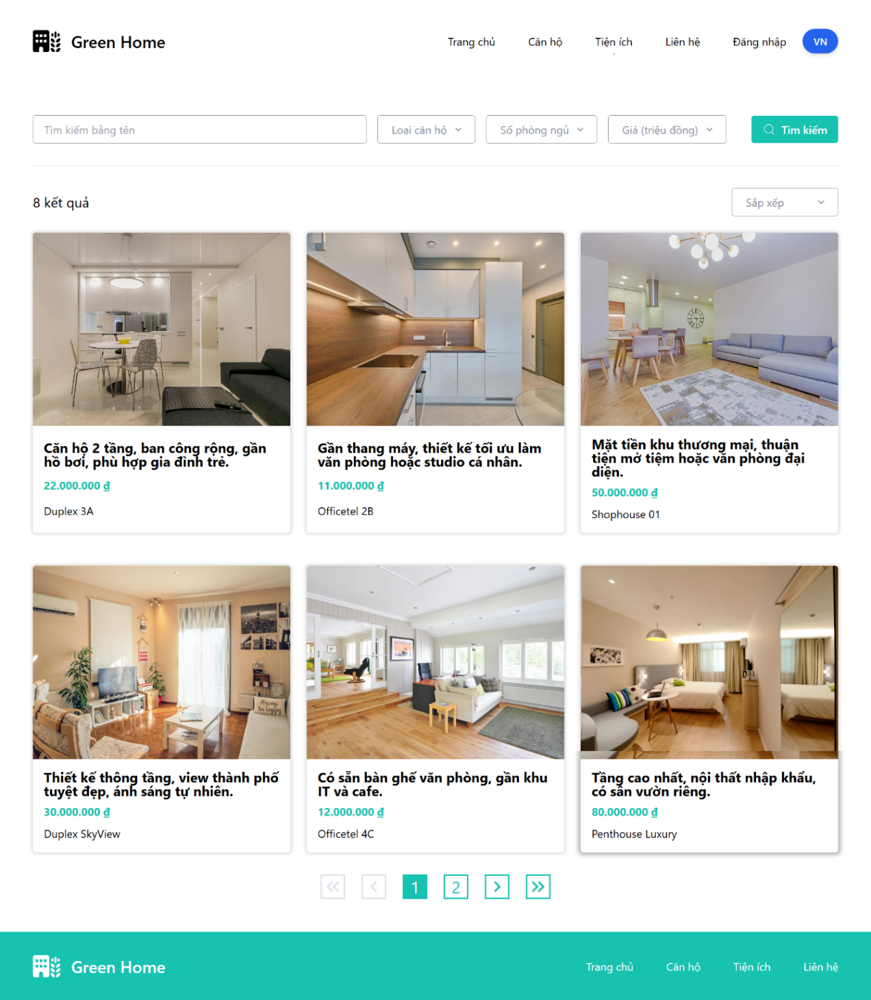 Green Home
Trang chủ
Căn hộ
Tiện ích
Liên hệ
Đăng nhập
VN
Tìm kiếm bằng tên
Loại căn hộ
Số phòng ngủ
Giá (triệu đồng)
Tìm kiếm
8 kết quả
Sắp xếp
Căn hộ 2 tầng, ban công rộng, gần
hồ bơi, phù hợp gia đình trẻ.
22.000.000 ₫
Duplex 3A
Gần thang máy, thiết kế tối ưu làm
văn phòng hoặc studio cá nhân.
11.000.000 ₫
Officetel 2B
Mặt tiền khu thương mại, thuận
tiện mở tiệm hoặc văn phòng đại
diện.
50.000.000 ₫
Shophouse 01
Always
be happy
Thiết kế thông tầng, view thành phố
tuyệt đẹp, ánh sáng tự nhiên.
30.000.000 ₫
Duplex SkyView
Có sẵn bàn ghế văn phòng, gần khu
IT và cafe.
12.000.000 ₫
Officetel 4C
Tầng cao nhất, nội thất nhập khẩu,
có sân vườn riêng.
80.000.000 ₫
Penthouse Luxury
1
2
Green Home
Trang chủ
Căn hộ
Tiện ích
Liên hệ